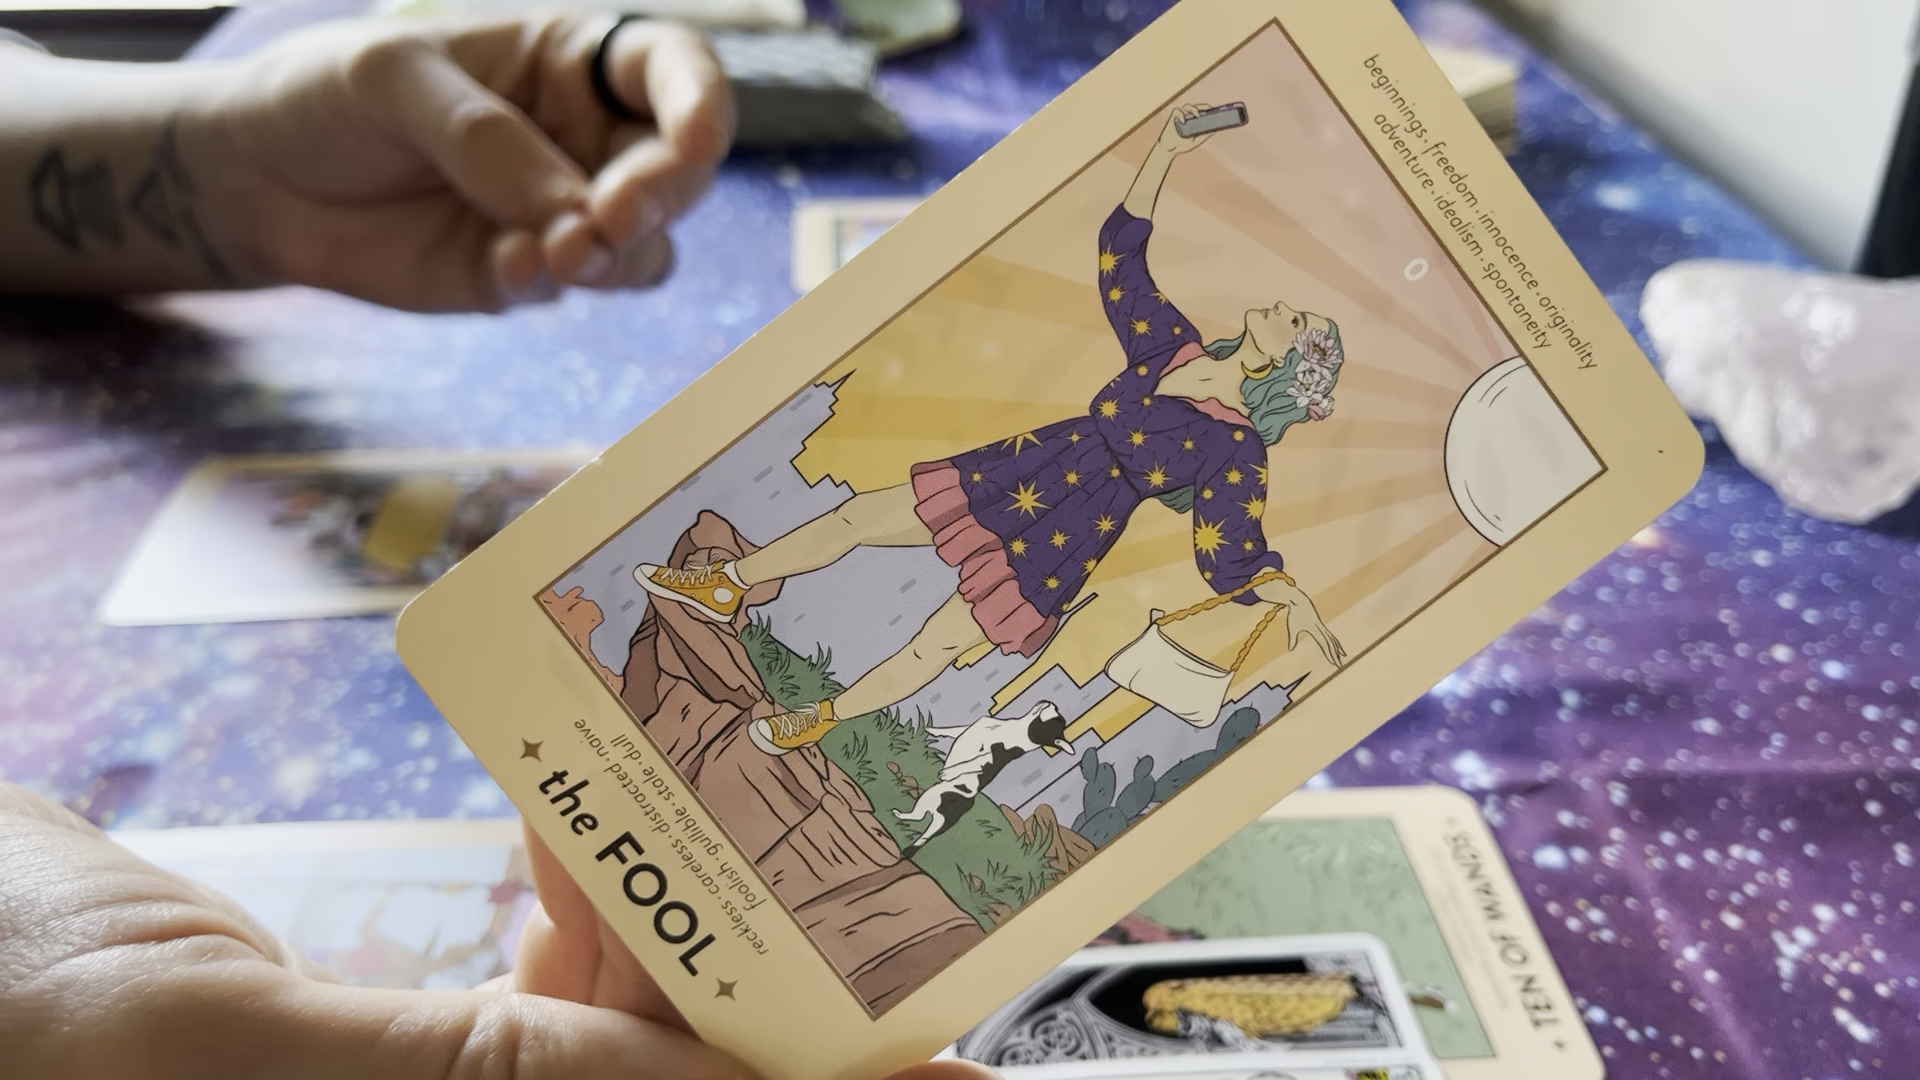 beginnings · freedom · innocence · originality
adventure · idealism · spontaneity
0
reckless · careless · distracted · naive
foolish · gullible · stale · dull
the FOOL
TEN OF WANDS